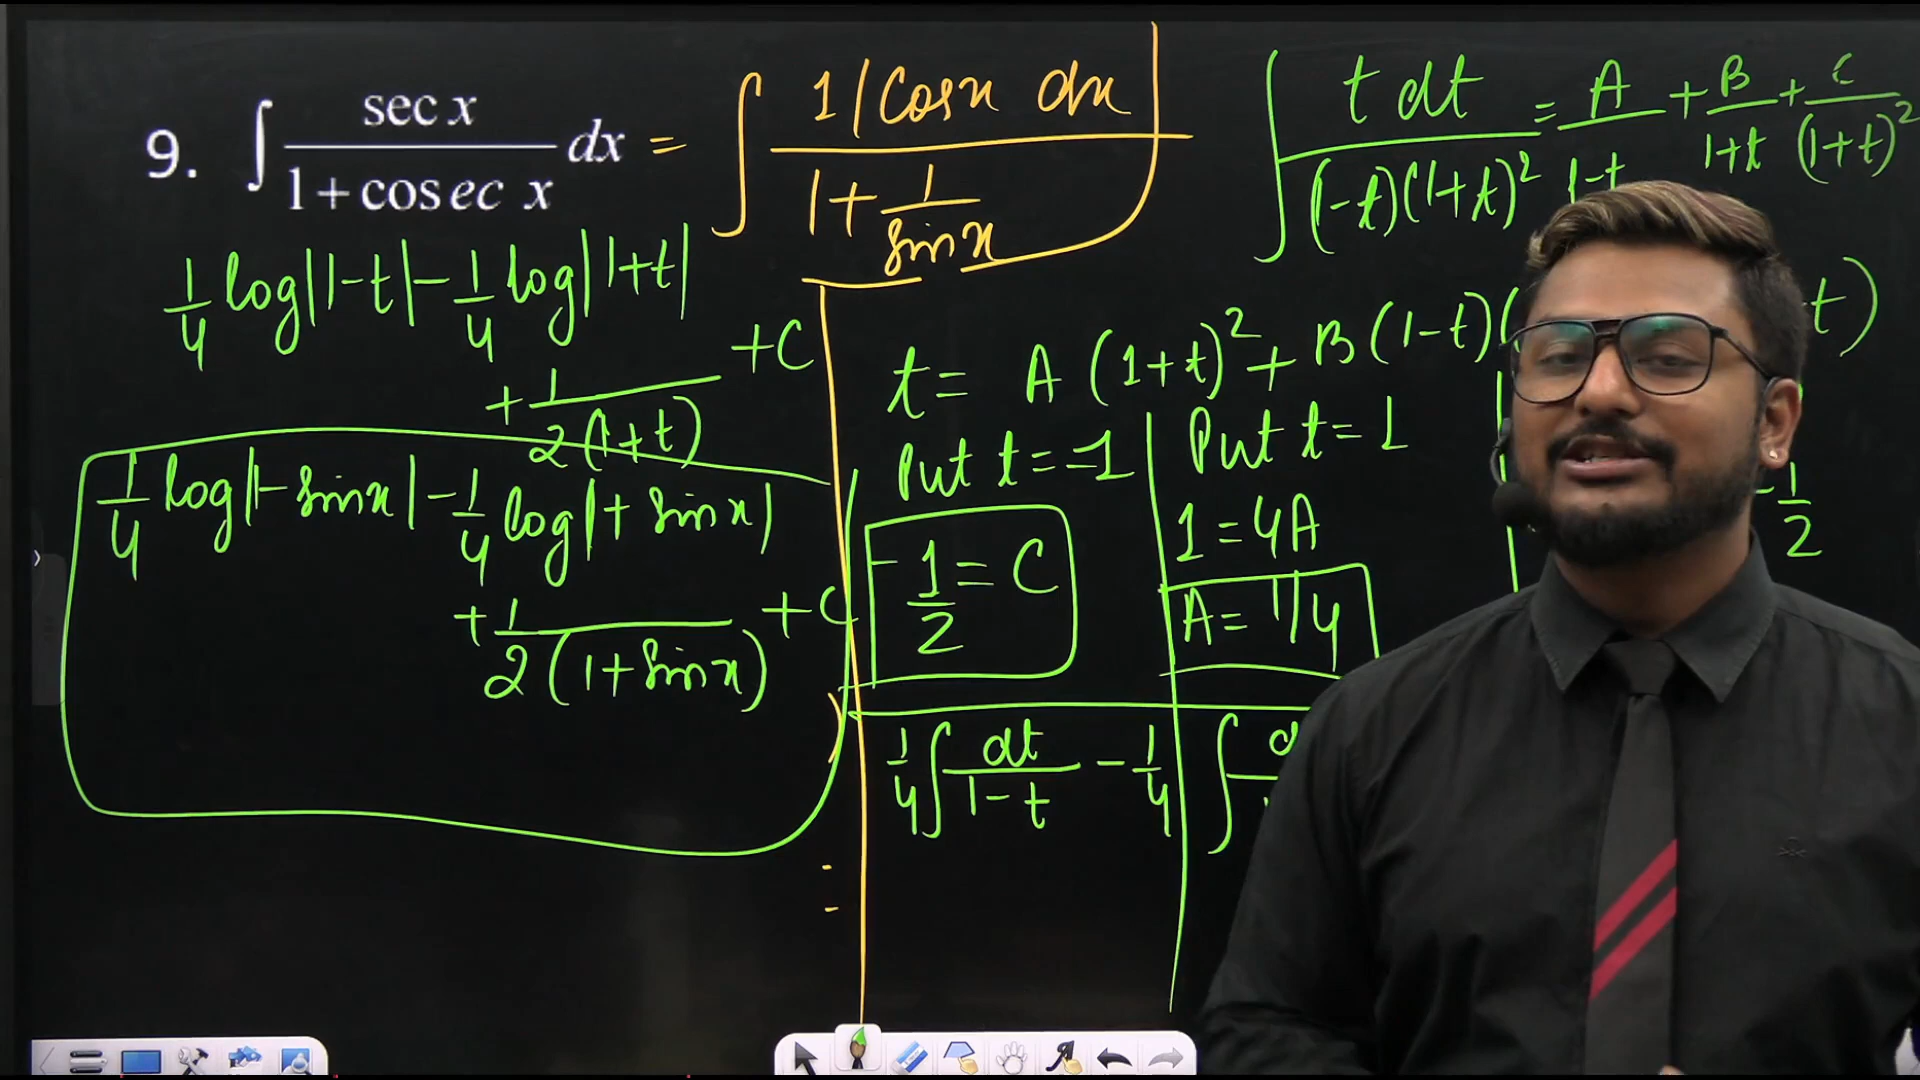 9. ∫ sec x / 1 + cosec x dx = ∫ 1/Cosx dx / 1 + 1/sinx
∫ t dt / (1-t)(1+t)² = A / 1-t + B / 1+t + C / (1+t)²
1/4 log|1-t| - 1/4 log|1+t|
+ 1 / 2(1+t) + C
1/4 log|1-sinx| - 1/4 log|1+ sinx|
+ 1 / 2(1+sinx) + C
t = A (1+t)² + B (1-t)( t)
Put t = -1
-1/2 = C
Put t = 1
1 = 4A
A = 1/4
-1/2
1/4 ∫ dt / 1-t - 1/4 ∫ d